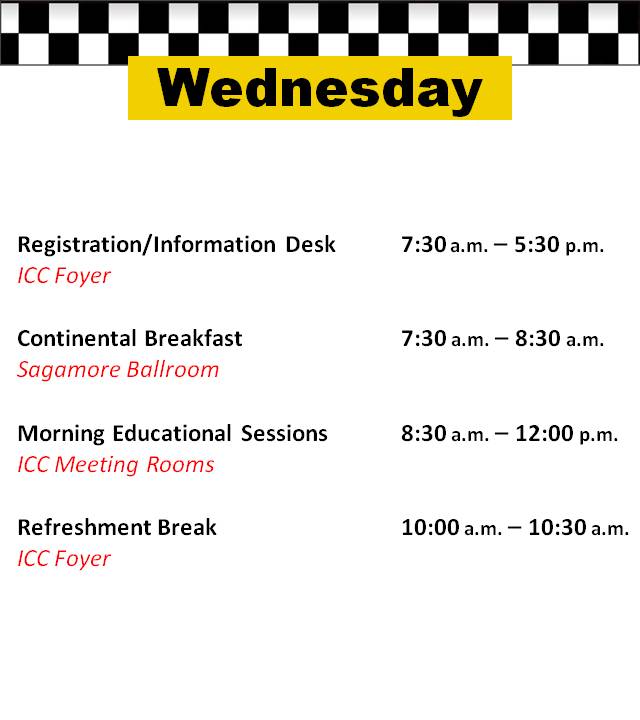 Wednesday
Registration/Information Desk 7:30 a.m. – 5:30 p.m.
ICC Foyer
Continental Breakfast 7:30 a.m. – 8:30 a.m.
Sagamore Ballroom
Morning Educational Sessions 8:30 a.m. – 12:00 p.m.
ICC Meeting Rooms
Refreshment Break 10:00 a.m. – 10:30 a.m.
ICC Foyer